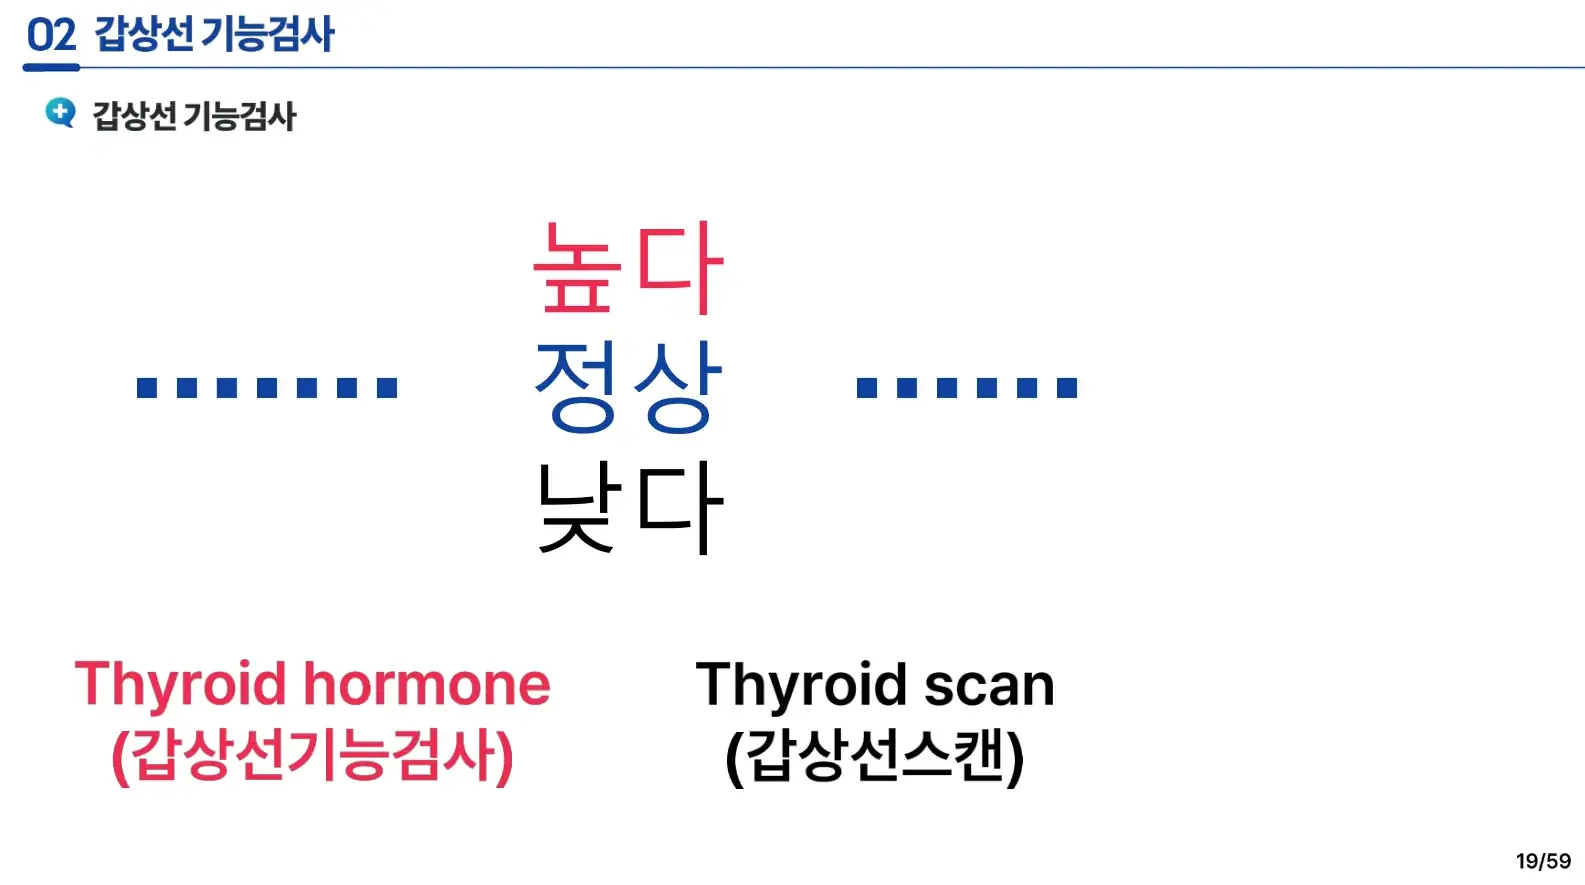 02 갑상선 기능검사
갑상선 기능검사
높다
정상
낮다
Thyroid hormone
(갑상선기능검사)
Thyroid scan
(갑상선스캔)
19/59